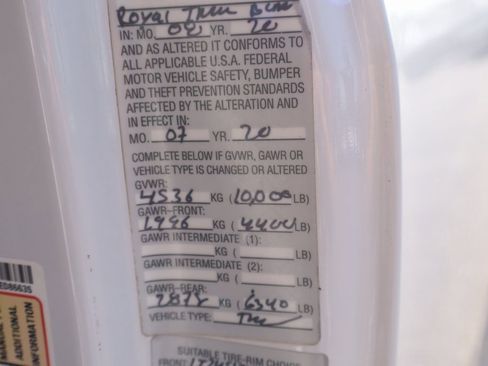 ROYAL TRUCK BODY
IN: MO. 08 YR. 20
AND AS ALTERED IT CONFORMS TO
ALL APPLICABLE U.S.A. FEDERAL
MOTOR VEHICLE SAFETY, BUMPER
AND THEFT PREVENTION STANDARDS
AFFECTED BY THE ALTERATION AND
IN EFFECT IN:
MO. 07 YR. 20
COMPLETE BELOW IF GVWR, GAWR OR
VEHICLE TYPE IS CHANGED OR ALTERED
GVWR:
4536 KG (10,000 LB)
GAWR-FRONT:
1996 KG (4400 LB)
GAWR INTERMEDIATE (1):
KG ( LB)
GAWR INTERMEDIATE (2):
KG ( LB)
GAWR-REAR:
KG (6340 LB)
VEHICLE TYPE:
SUITABLE TIRE-RIM CHOICE
FRONT:
ED86635
ADDITIONAL
INFORMATION